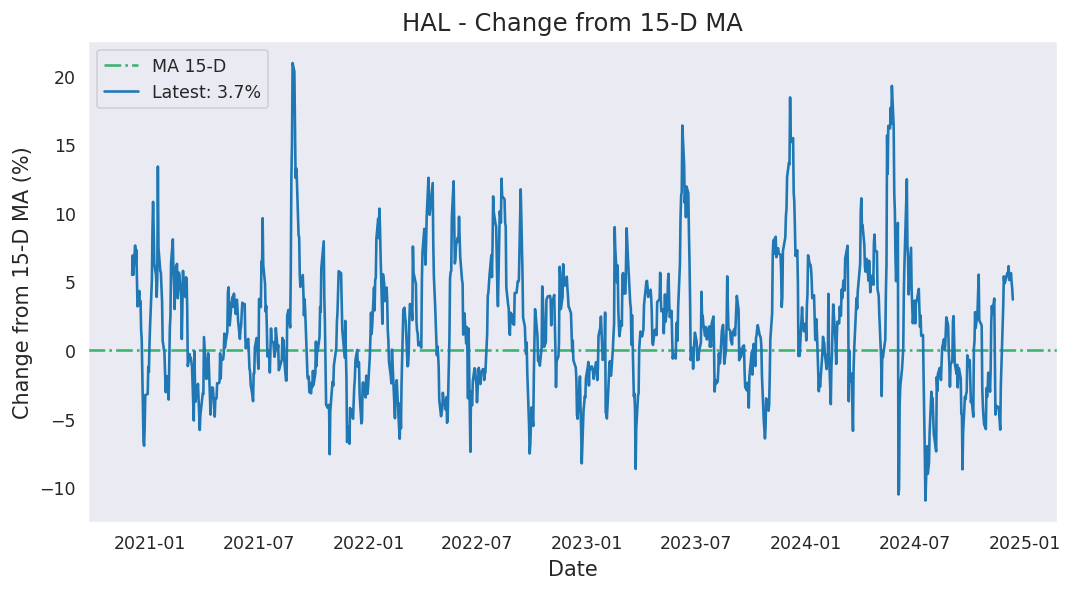 HAL - Change from 15-D MA
MA 15-D
Latest: 3.7%
Change from 15-D MA (%)
20
15
10
5
0
−5
−10
2021-01 2021-07 2022-01 2022-07 2023-01 2023-07 2024-01 2024-07 2025-01
Date